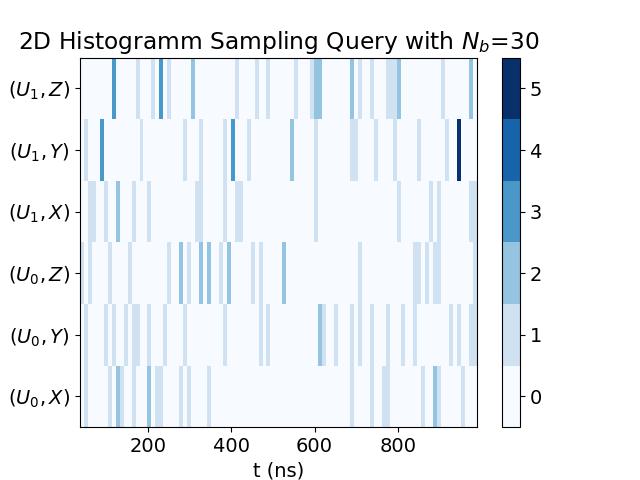 2D Histogramm Sampling Query with $N_b$=30
$(U_1, Z)$
$(U_1, Y)$
$(U_1, X)$
$(U_0, Z)$
$(U_0, Y)$
$(U_0, X)$
200 400 600 800
t (ns)
5
4
3
2
1
0